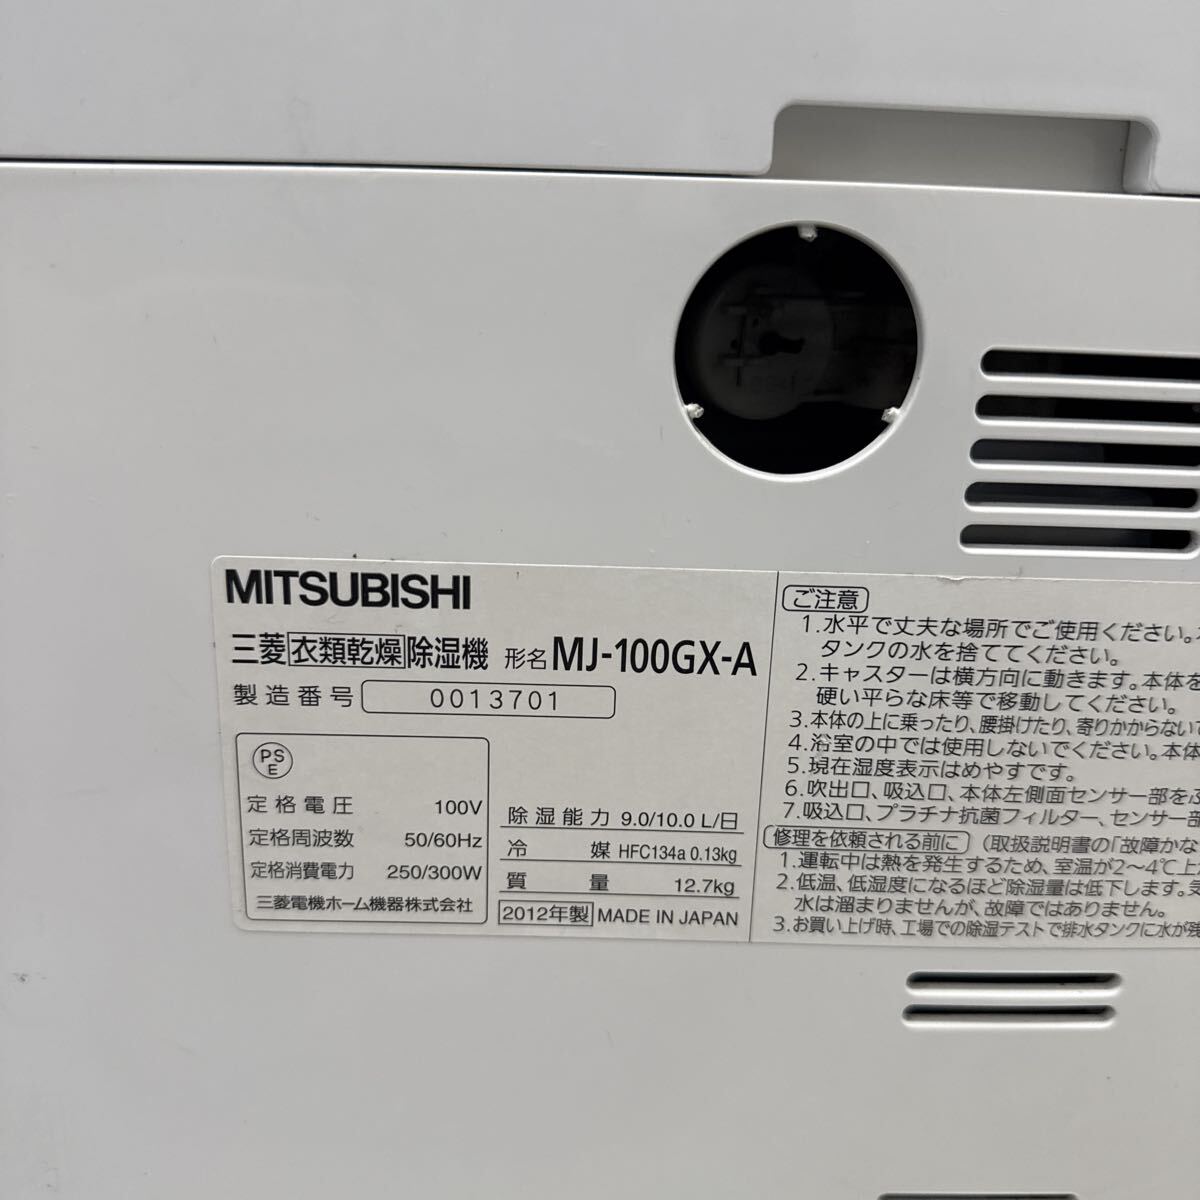 MITSUBISHI
三菱 衣類乾燥 除湿機 形名 MJ-100GX-A
製造番号 0013701
PS
E
定格電圧 100V
定格周波数 50/60Hz
定格消費電力 250/300W
三菱電機ホーム機器株式会社
除湿能力 9.0/10.0 L/日
冷媒 HFC134a 0.13kg
質量 12.7kg
2012年製 MADE IN JAPAN
ご注意
1.水平で丈夫な場所でご使用ください。
タンクの水を捨ててください。
2.キャスターは横方向に動きます。本体を
硬い平らな床等で移動してください。
3.本体の上に乗ったり、腰掛けたり、寄りかからないで
4.浴室の中では使用しないでください。本体
5.現在湿度表示はめやすです。
6.吹出口、吸込口、本体左側面センサー部をふ
7.吸込口、プラチナ抗菌フィルター、センサー部
修理を依頼される前に (取扱説明書の「故障かな
1.運転中は熱を発生するため、室温が2〜4℃上が
2.低温、低湿度になるほど除湿量は低下します。
水は溜まりませんが、故障ではありません。
3.お買い上げ時、工場での除湿テストで排水タンクに水が残